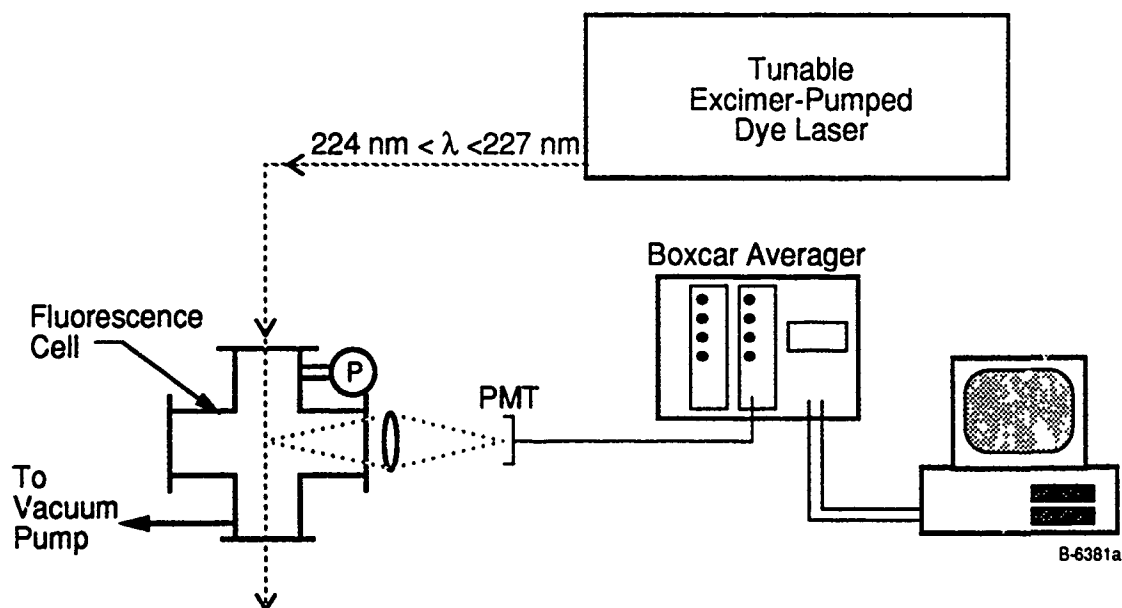 Tunable
Excimer-Pumped
Dye Laser
224 nm < λ <227 nm
Boxcar Averager
Fluorescence
Cell
P
PMT
To
Vacuum
Pump
B-6381a